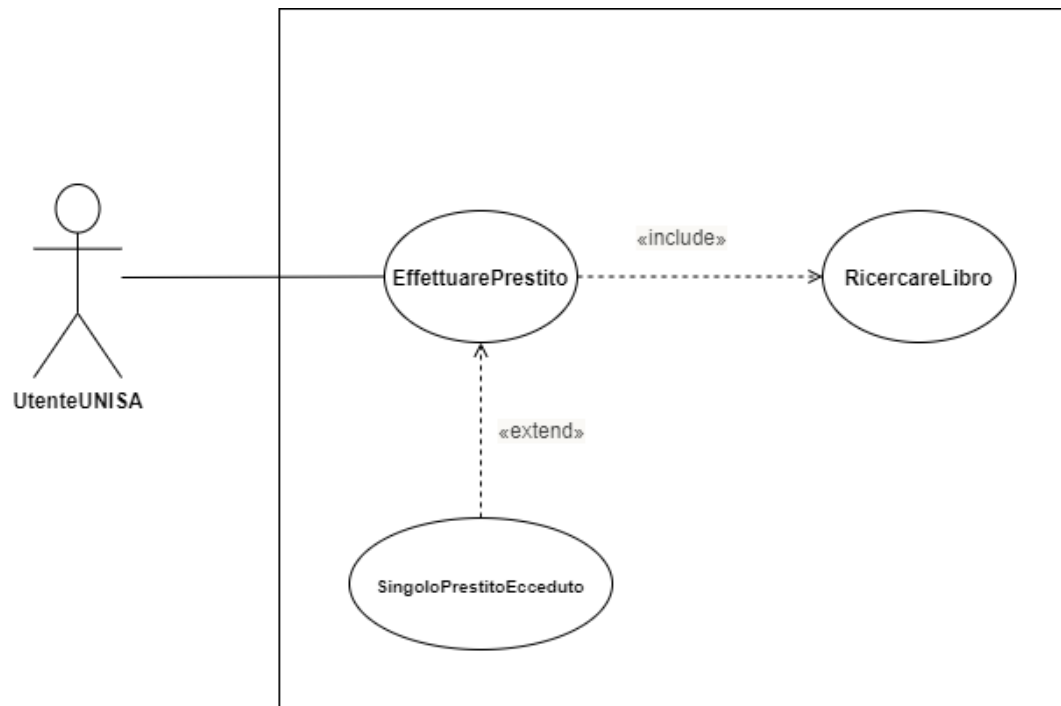 «include»
EffettuarePrestito
RicercareLibro
UtenteUNISA
«extend»
SingoloPrestitoEcceduto